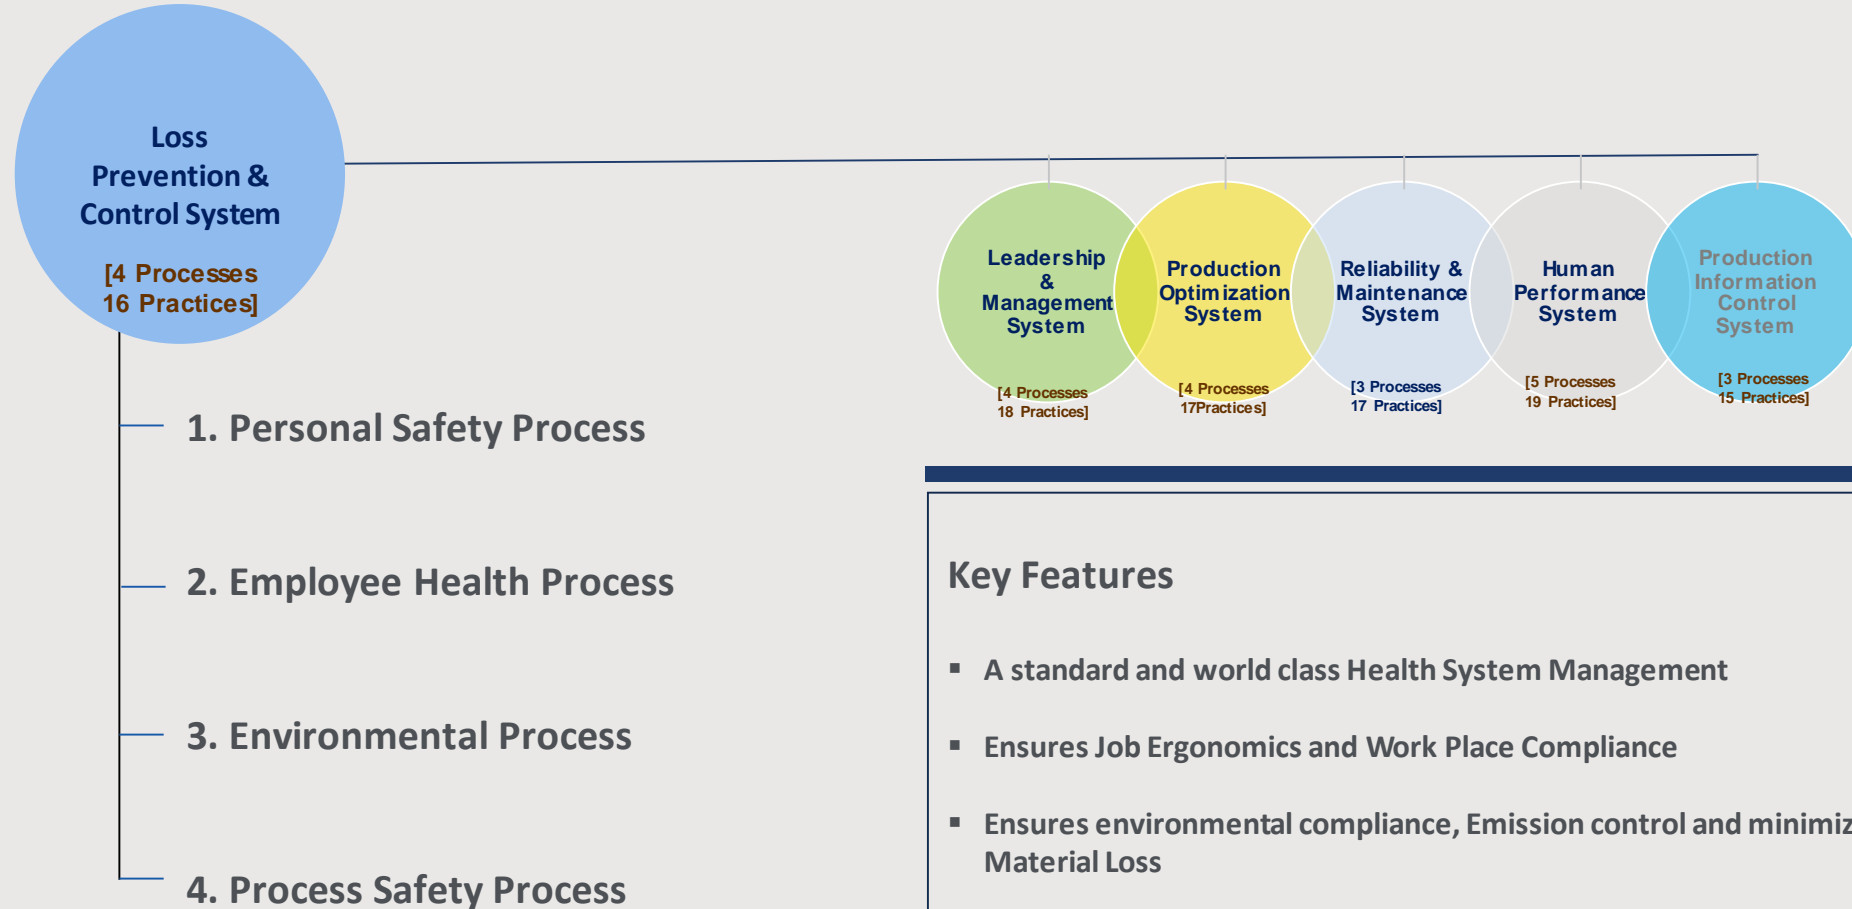 Loss
Prevention &
Control System
[4 Processes
16 Practices]
Leadership
&
Management
System
[4 Processes
18 Practices]
Production
Optimization
System
[4 Processes
17Practices]
Reliability &
Maintenance
System
[3 Processes
17 Practices]
Human
Performance
System
[5 Processes
19 Practices]
Production
Information
Control
System
[3 Processes
15 Practices]
1. Personal Safety Process
2. Employee Health Process
3. Environmental Process
4. Process Safety Process
Key Features
▪ A standard and world class Health System Management
▪ Ensures Job Ergonomics and Work Place Compliance
▪ Ensures environmental compliance, Emission control and
Material Loss